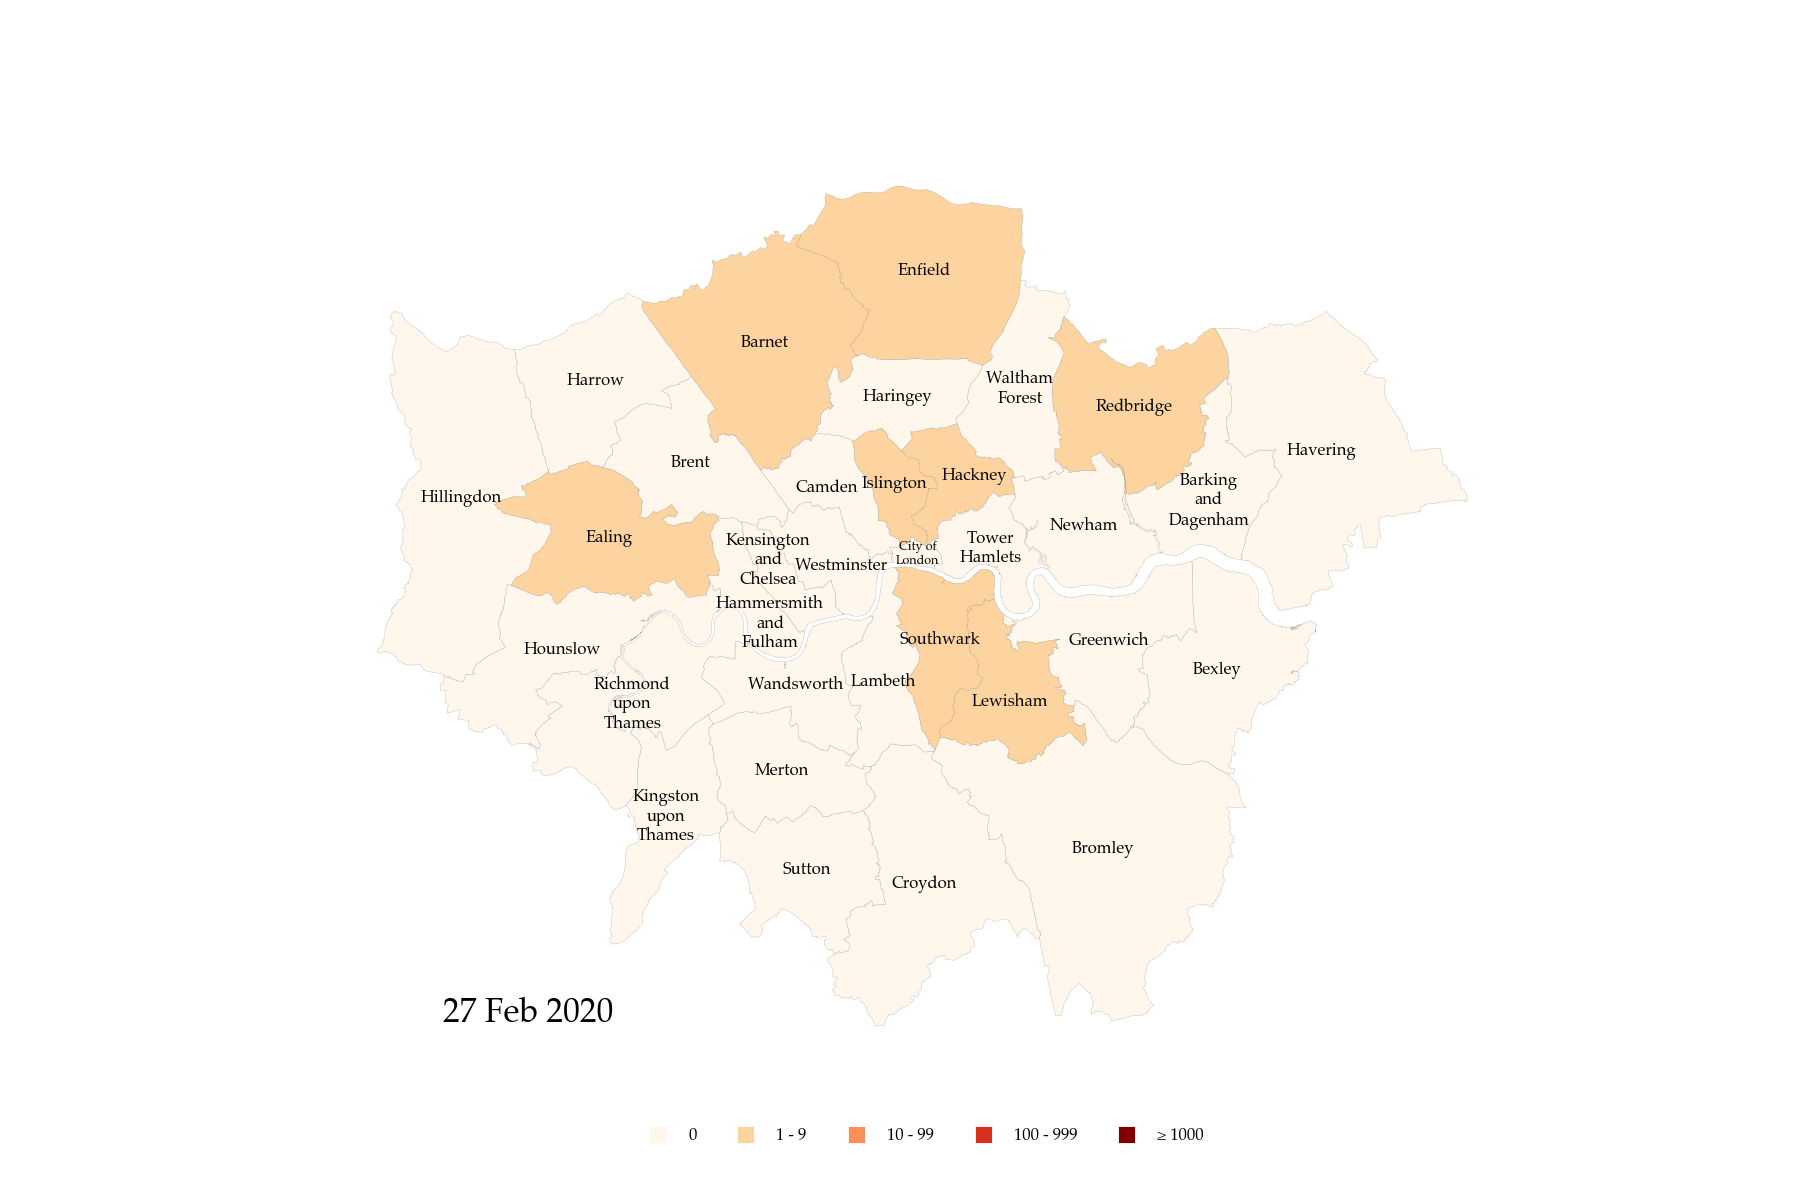 Enfield
Barnet
Harrow
Haringey
Waltham
Forest
Redbridge
Havering
Brent
Camden
Islington
Hackney
Barking
and
Dagenham
Hillingdon
Ealing
Newham
Kensington
and
Chelsea
Westminster
City of
London
Tower
Hamlets
Hammersmith
and
Fulham
Hounslow
Southwark
Greenwich
Bexley
Richmond
upon
Thames
Wandsworth
Lambeth
Lewisham
Merton
Kingston
upon
Thames
Sutton
Croydon
Bromley
27 Feb 2020
0 1 - 9 10 - 99 100 - 999 ≥ 1000